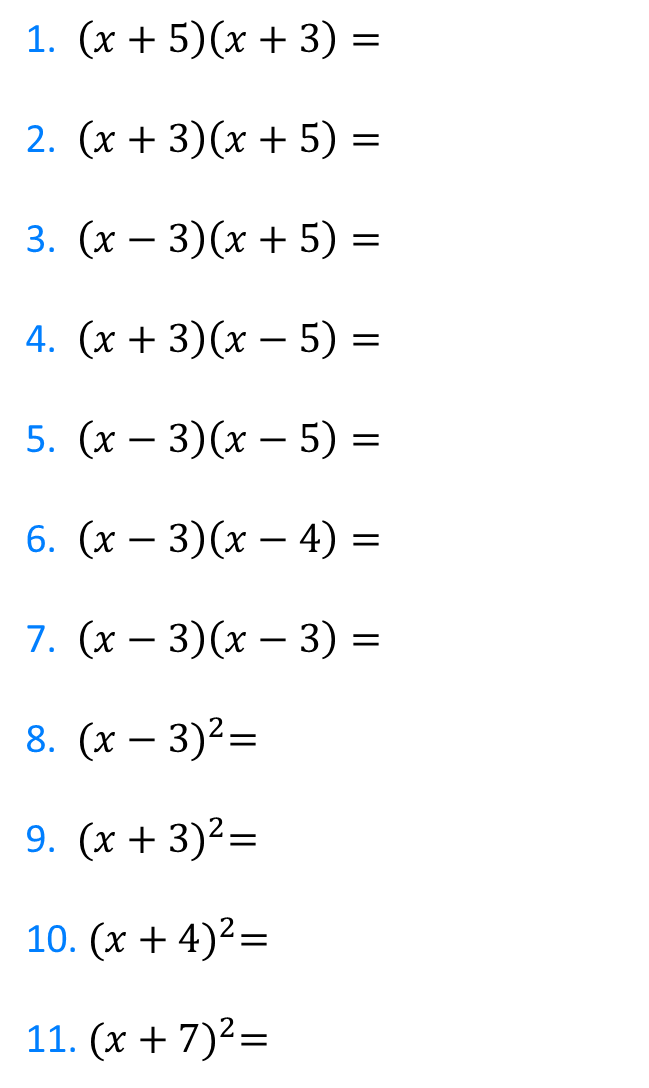 1. (x + 5)(x + 3) =
2. (x + 3)(x + 5) =
3. (x − 3)(x + 5) =
4. (x + 3)(x − 5) =
5. (x − 3)(x − 5) =
6. (x − 3)(x − 4) =
7. (x − 3)(x − 3) =
8. (x − 3)²=
9. (x + 3)²=
10. (x + 4)²=
11. (x + 7)²=